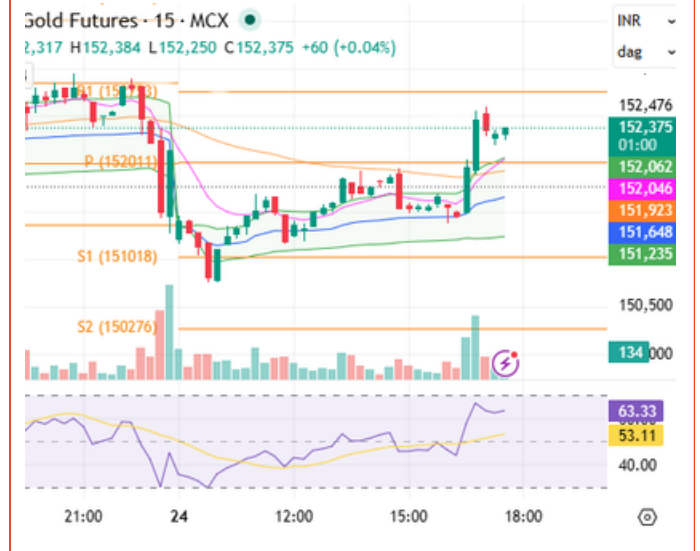 Gold Futures · 15 · MCX
INR
2,317 H152,384 L152,250 C152,375 +60 (+0.04%)
dag
152,476
152,375
01:00
P (152011)
152,062
152,046
151,923
151,648
S1 (151018)
151,235
150,500
S2 (150276)
134
000
63.33
53.11
40.00
21:00
24
12:00
15:00
18:00